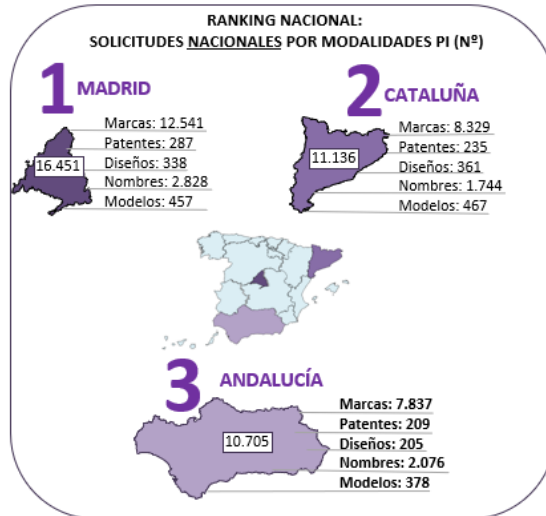 RANKING NACIONAL:
SOLICITUDES NACIONALES POR MODALIDADES PI (Nº)
1 MADRID
Marcas: 12.541
Patentes: 287
16.451
Diseños: 338
Nombres: 2.828
Modelos: 457
2 CATALUÑA
Marcas: 8.329
Patentes: 235
11.136
Diseños: 361
Nombres: 1.744
Modelos: 467
3 ANDALUCÍA
Marcas: 7.837
Patentes: 209
10.705
Diseños: 205
Nombres: 2.076
Modelos: 378